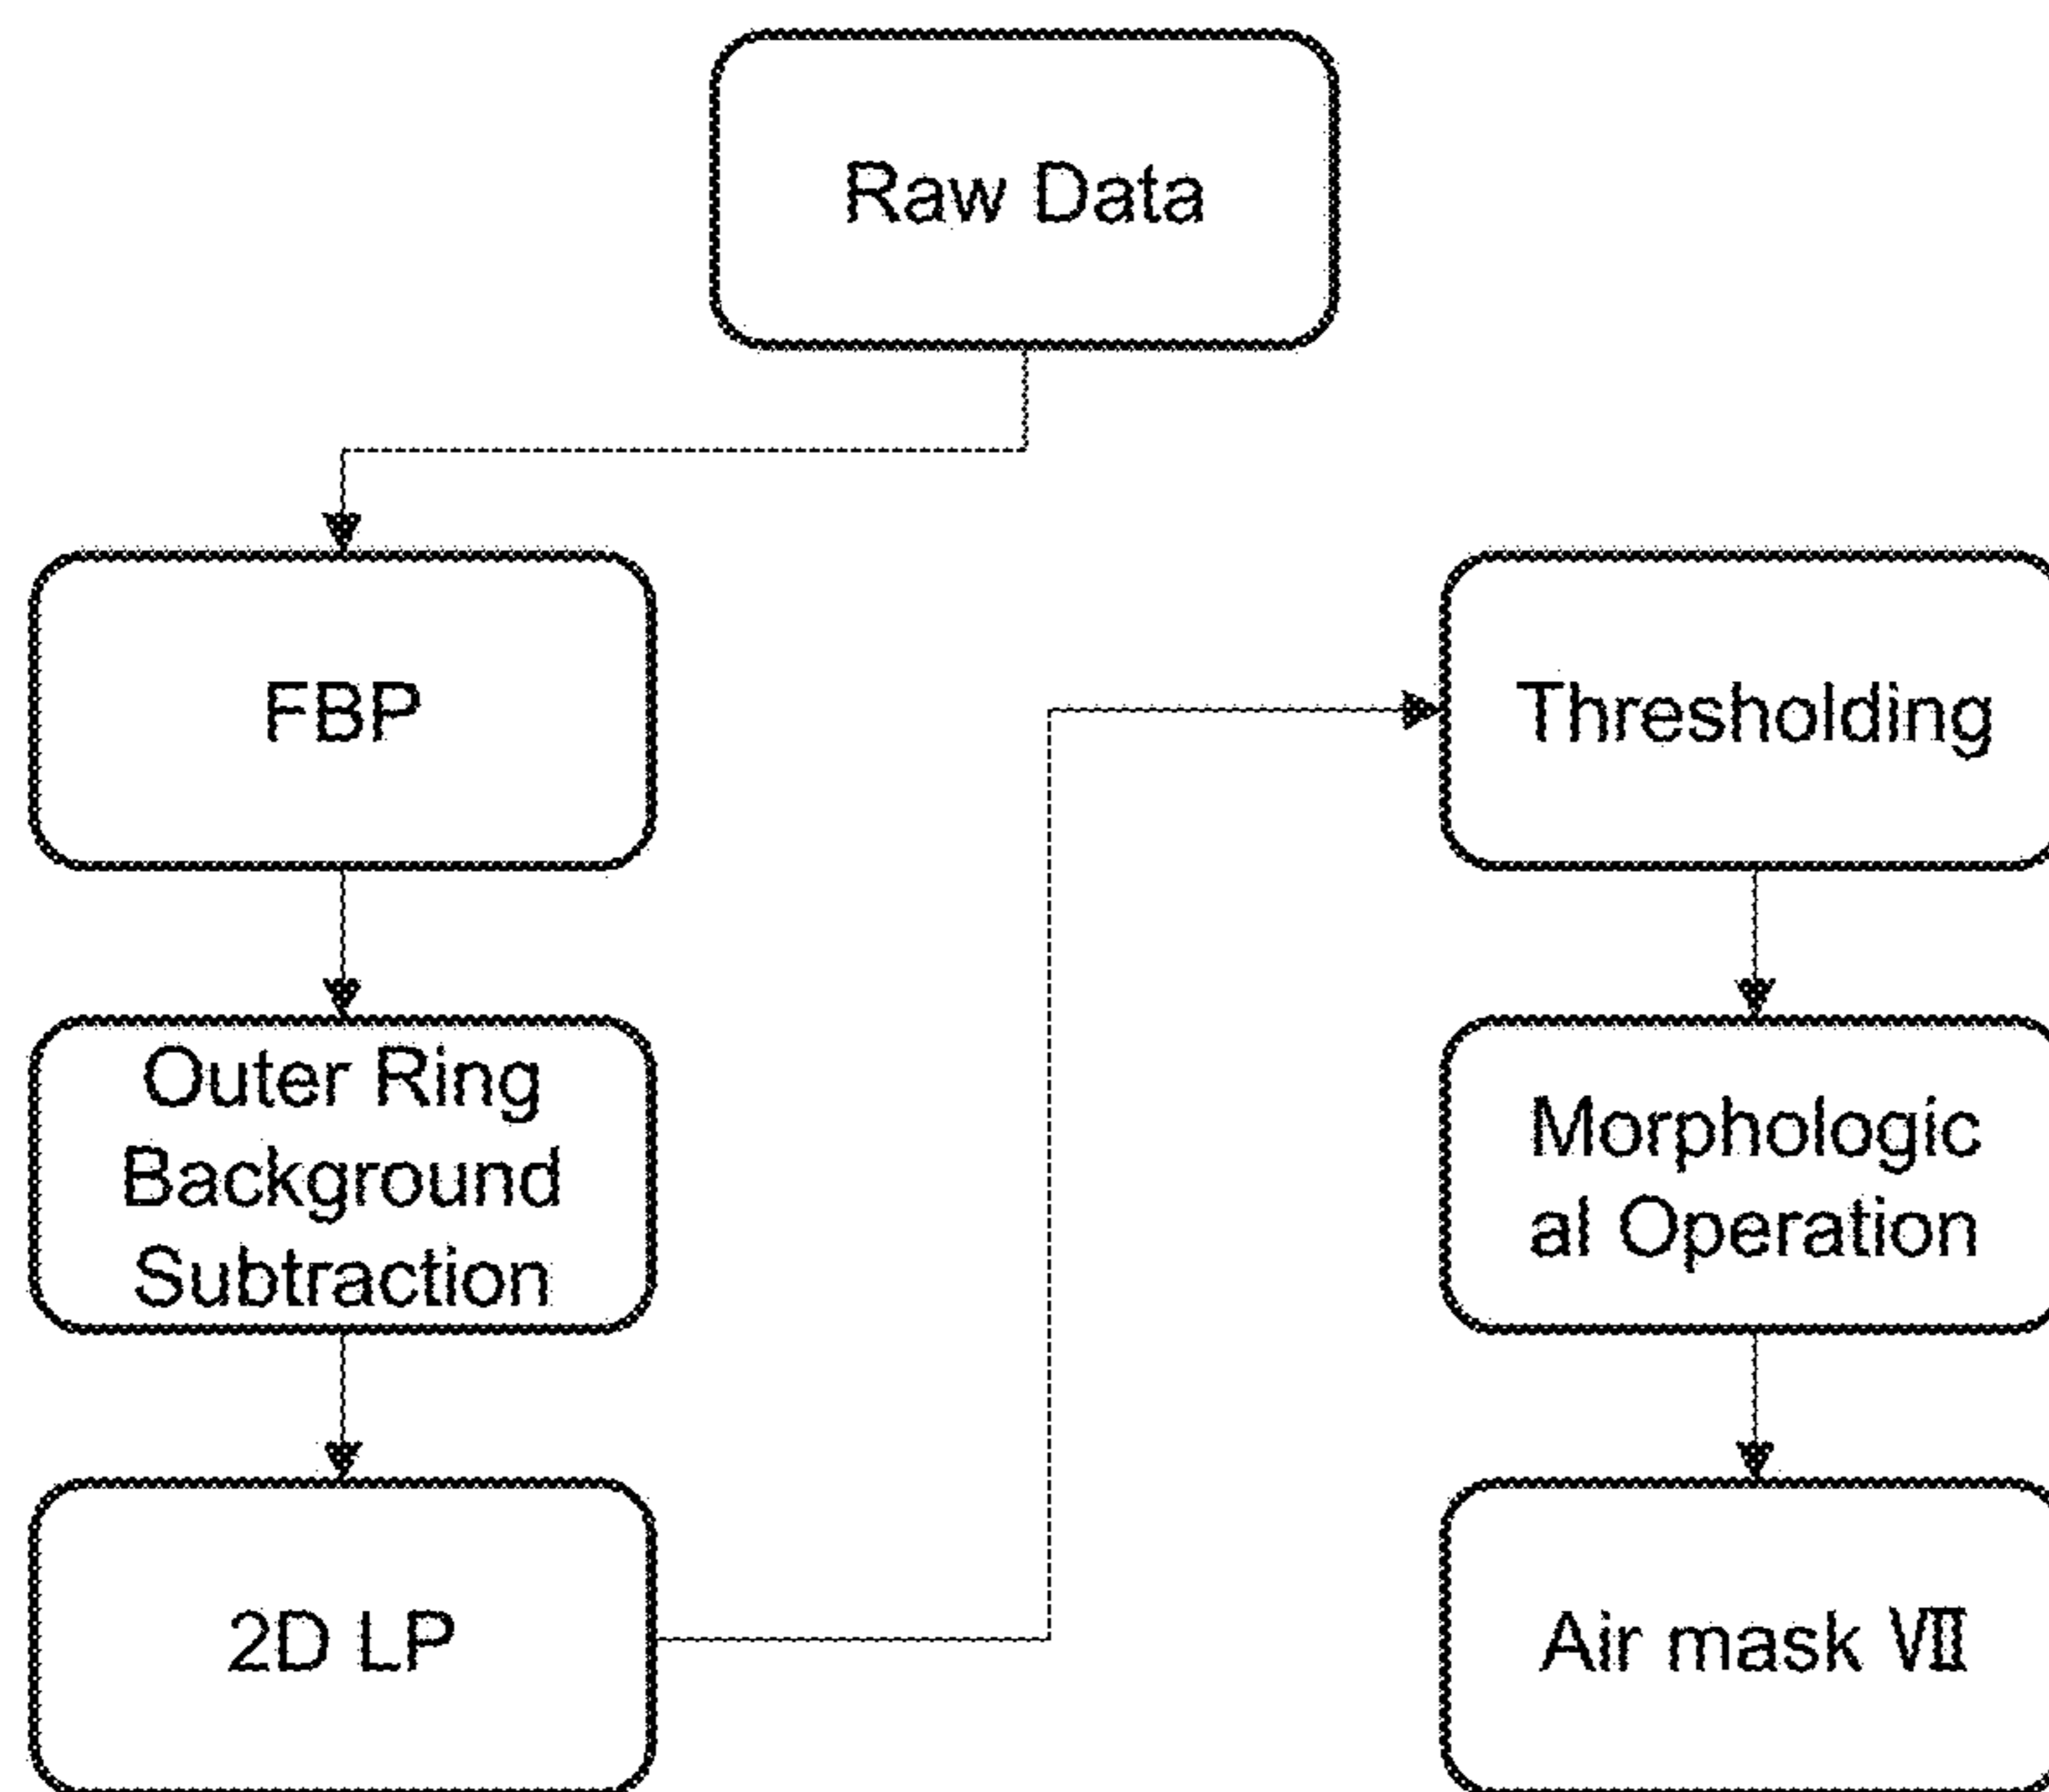 Raw Data
FBP
Outer Ring
Background
Subtraction
2D LP
Thresholding
Morphologic
al Operation
Air mask Ⅶ